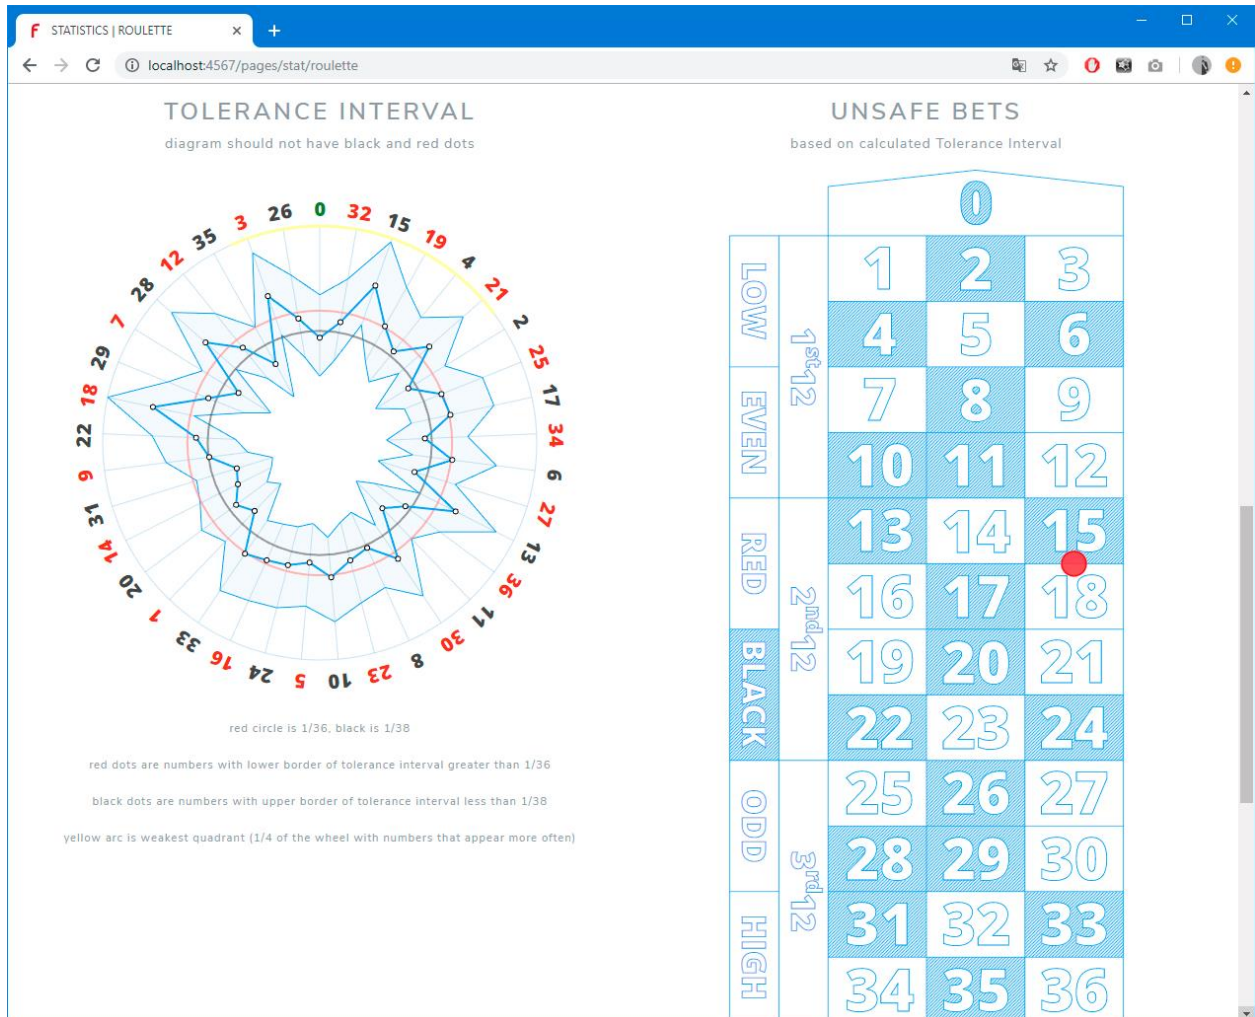 STATISTICS | ROULETTE
localhost:4567/pages/stat/roulette
TOLERANCE INTERVAL
diagram should not have black and red dots
0
32
15
19
4
21
2
25
17
34
6
27
13
36
11
30
8
23
10
5
24
16
33
1
20
14
31
9
22
18
29
7
28
12
35
3
26
red circle is 1/36, black is 1/38
red dots are numbers with lower border of tolerance interval greater than 1/36
black dots are numbers with upper border of tolerance interval less than 1/38
yellow arc is weakest quadrant (1/4 of the wheel with numbers that appear more often)
UNSAFE BETS
based on calculated Tolerance Interval
0
LOW
EVEN
RED
BLACK
ODD
HIGH
1st12
2nd12
3rd12
1 2 3
4 5 6
7 8 9
10 11 12
13 14 15
16 17 18
19 20 21
22 23 24
25 26 27
28 29 30
31 32 33
34 35 36